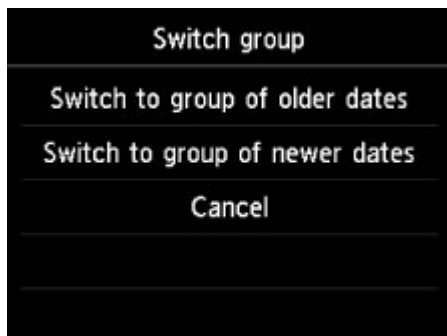 Switch group
Switch to group of older dates
Switch to group of newer dates
Cancel